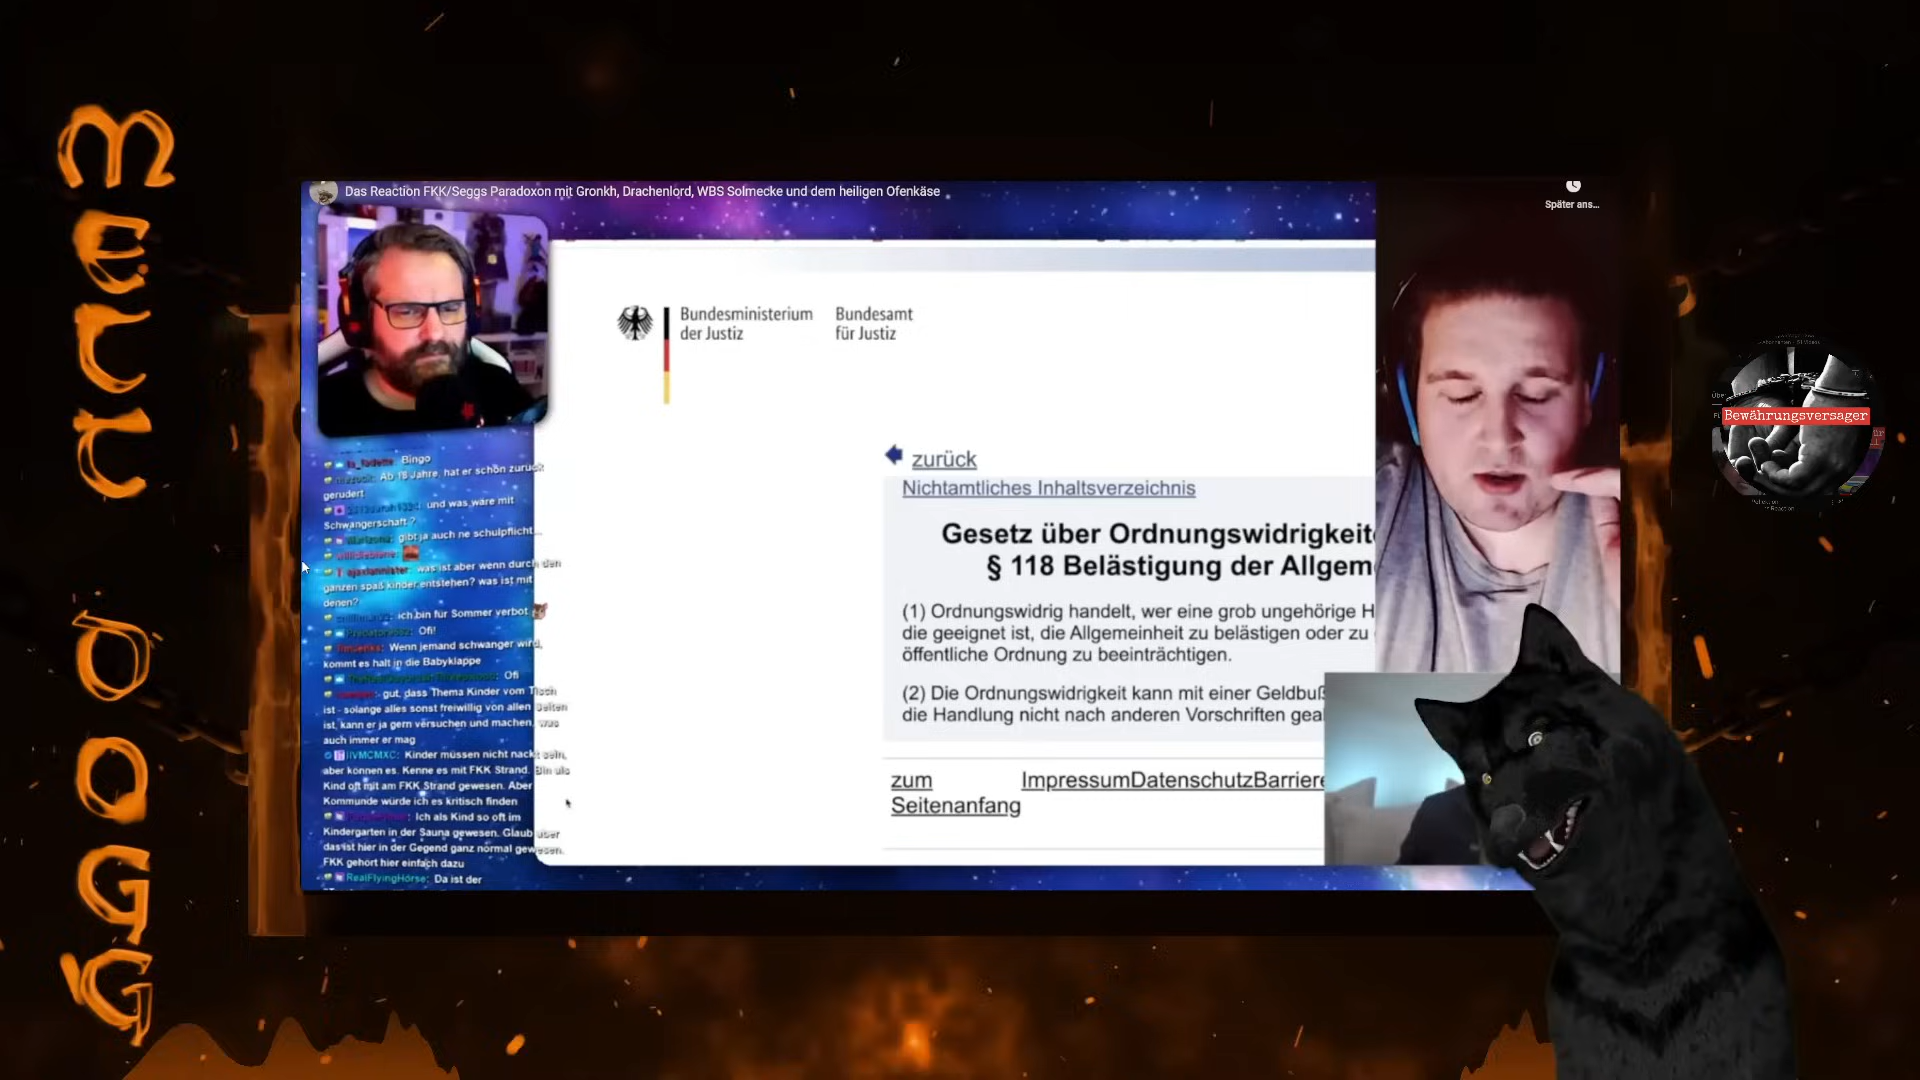 MELT DOGG
Das Reaction FKK/Seggs Paradoxon mit Gronkh, Drachenlord, WBS Solmecke und dem heiligen Ofenkäse
Später ans...
Bundesministerium
der Justiz
Bundesamt
für Justiz
zurück
Nichtamtliches Inhaltsverzeichnis
Gesetz über Ordnungswidrigkeite
§ 118 Belästigung der Allgem
(1) Ordnungswidrig handelt, wer eine grob ungehörige H
die geeignet ist, die Allgemeinheit zu belästigen oder zu
öffentliche Ordnung zu beeinträchtigen.
(2) Die Ordnungswidrigkeit kann mit einer Geldbuß
die Handlung nicht nach anderen Vorschriften gea
zum
Seitenanfang
ImpressumDatenschutzBarriere
Bingo
Ab 18 Jahre, hat er schon zurück
gerudert
und was wäre mit
Schwangerschaft.?
gibt ja auch ne schulpflicht...
was ist aber wenn durch den
ganzen spaß kinder entstehen? was ist mit
denen?
ich bin für Sommer verbot
Ofi!
Wenn jemand schwanger wird,
kommt es halt in die Babyklappe
Ofi
gut, dass Thema Kinder vom Tisch
ist - solange alles sonst freiwillig von allen Seiten
ist, kann er ja gern versuchen und machen, was
auch immer er mag
IIVMCMXC: Kinder müssen nicht nackt sein,
aber können es. Kenne es mit FKK Strand. Bin als
Kind oft mit am FKK Strand gewesen. Aber
Kommune würde ich es kritisch finden
Ich als Kind so oft im
Kindergarten in der Sauna gewesen. Glaub aber
das ist hier in der Gegend ganz normal gewesen.
FKK gehört hier einfach dazu
RealFlyingHorse: Da ist der
Bewährungsversager